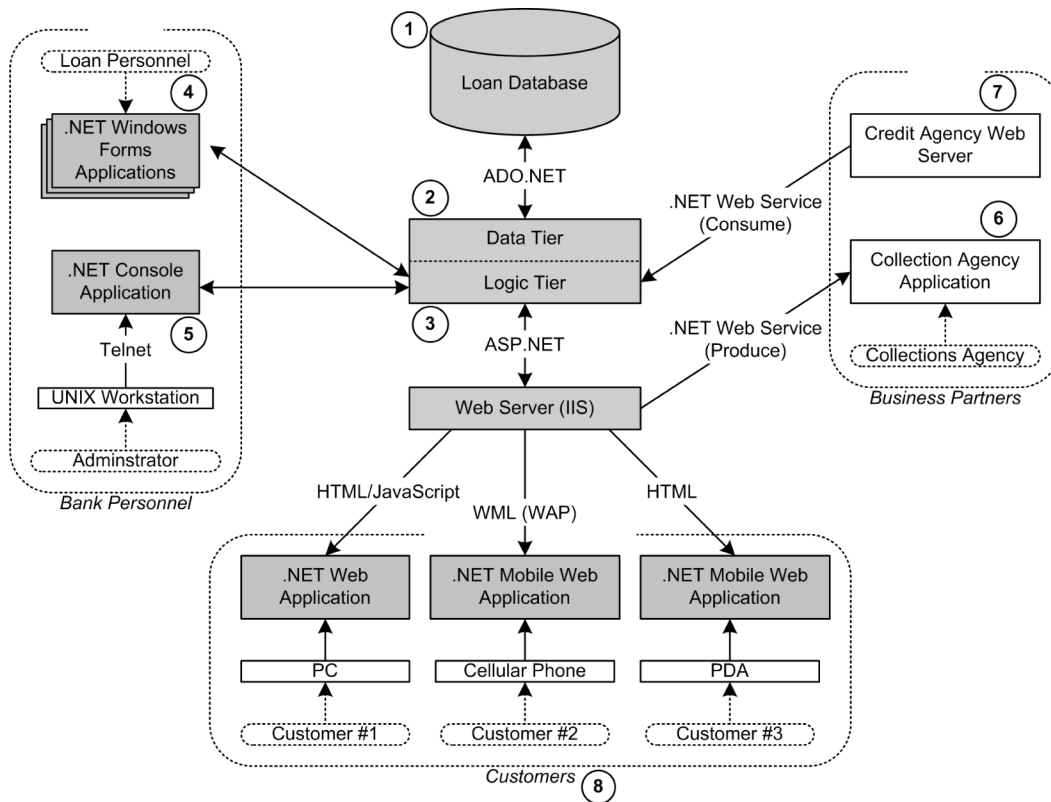 1
Loan Database
Loan Personnel
4
.NET Windows
Forms
Applications
7
Credit Agency Web
Server
ADO.NET
2
.NET Web Service
(Consume)
Data Tier
Logic Tier
6
Collection Agency
Application
.NET Console
Application
5
3
Telnet
ASP.NET
.NET Web Service
(Produce)
Collections Agency
Business Partners
UNIX Workstation
Web Server (IIS)
Adminstrator
Bank Personnel
HTML/JavaScript
WML (WAP)
HTML
.NET Web
Application
.NET Mobile Web
Application
.NET Mobile Web
Application
PC
Cellular Phone
PDA
Customer #1
Customer #2
Customer #3
Customers
8